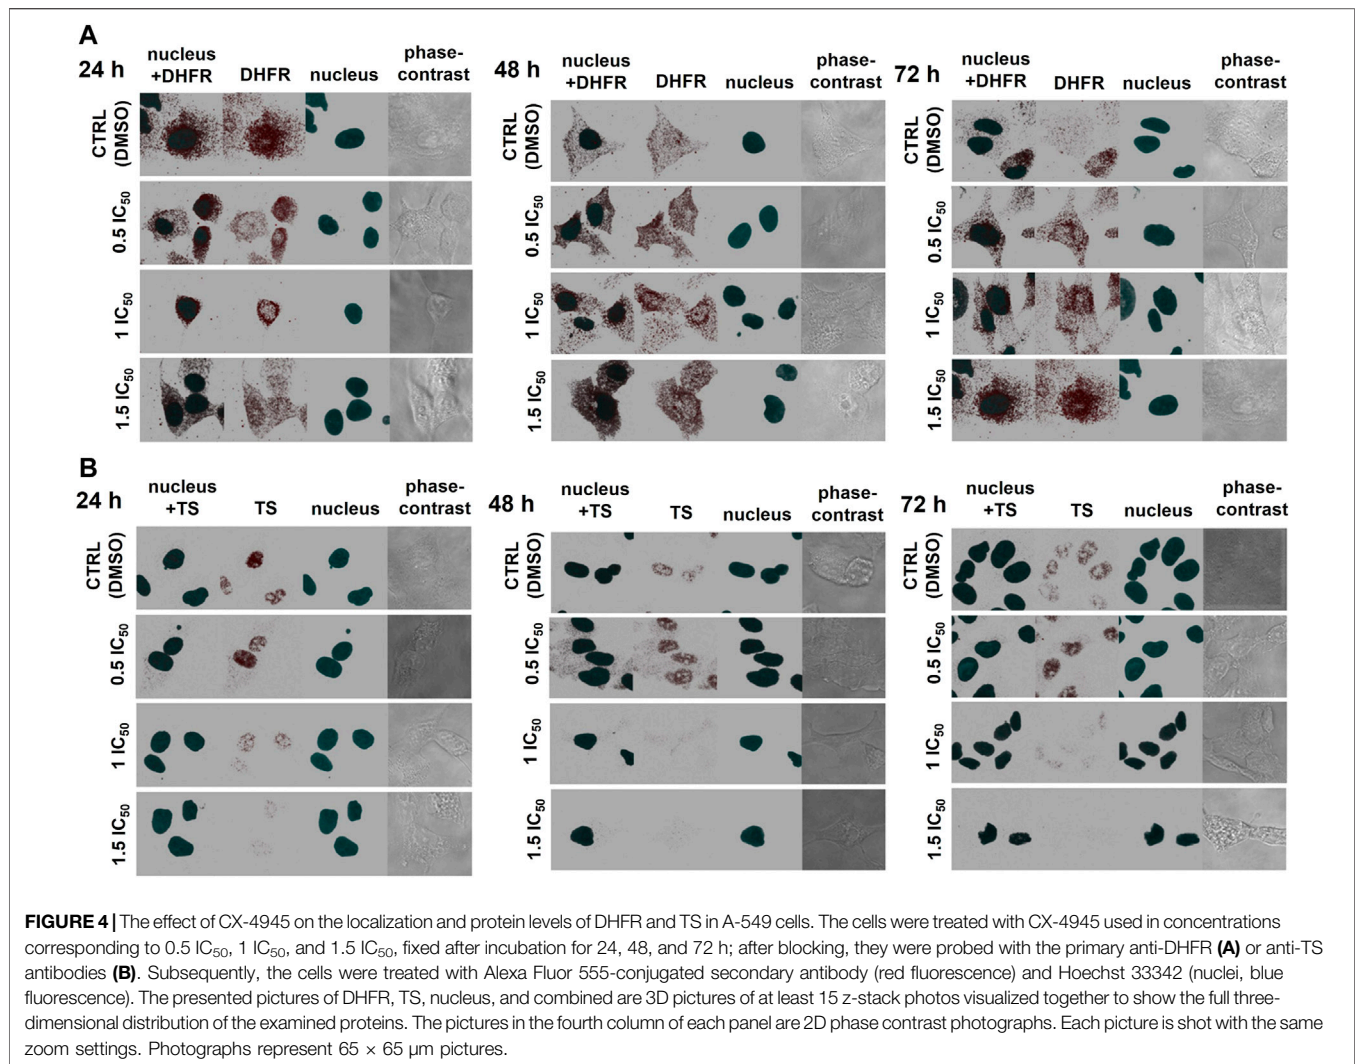 A
24 h
nucleus
+DHFR
DHFR
nucleus
phase-
contrast
CTRL
(DMSO)
0.5 IC50
1 IC50
1.5 IC50
48 h
nucleus
+DHFR
DHFR
nucleus
phase-
contrast
CTRL
(DMSO)
0.5 IC50
1 IC50
1.5 IC50
72 h
nucleus
+DHFR
DHFR
nucleus
phase-
contrast
CTRL
(DMSO)
0.5 IC50
1 IC50
1.5 IC50
B
24 h
nucleus
+TS
TS
nucleus
phase-
contrast
CTRL
(DMSO)
0.5 IC50
1 IC50
1.5 IC50
48 h
nucleus
+TS
TS
nucleus
phase-
contrast
CTRL
(DMSO)
0.5 IC50
1 IC50
1.5 IC50
72 h
nucleus
+TS
TS
nucleus
phase-
contrast
CTRL
(DMSO)
0.5 IC50
1 IC50
1.5 IC50
FIGURE 4 | The effect of CX-4945 on the localization and protein levels of DHFR and TS in A-549 cells. The cells were treated with CX-4945 used in concentrations
corresponding to 0.5 IC50, 1 IC50, and 1.5 IC50, fixed after incubation for 24, 48, and 72 h; after blocking, they were probed with the primary anti-DHFR (A) or anti-TS
antibodies (B). Subsequently, the cells were treated with Alexa Fluor 555-conjugated secondary antibody (red fluorescence) and Hoechst 33342 (nuclei, blue
fluorescence). The presented pictures of DHFR, TS, nucleus, and combined are 3D pictures of at least 15 z-stack photos visualized together to show the full three-
dimensional distribution of the examined proteins. The pictures in the fourth column of each panel are 2D phase contrast photographs. Each picture is shot with the same
zoom settings. Photographs represent 65 × 65 μm pictures.